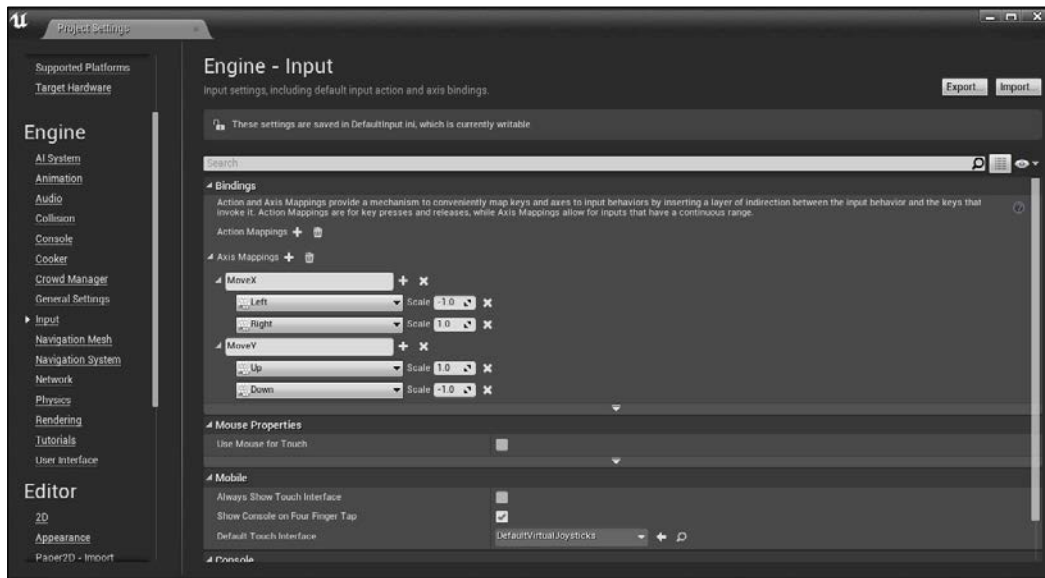 Project Settings
Supported Platforms
Target Hardware
Engine
AI System
Animation
Audio
Collision
Console
Cooker
Crowd Manager
General Settings
Input
Navigation Mesh
Navigation System
Network
Physics
Rendering
Tutorials
User Interface
Editor
2D
Appearance
Paper2D - Import
Engine - Input
Input settings, including default input action and axis bindings.
Export...
Import...
These settings are saved in DefaultInput.ini, which is currently writable
Search
Bindings
Action and Axis Mappings provide a mechanism to conveniently map keys and axes to input behaviors by inserting a layer of indirection between the input behavior and the keys that
invoke it. Action Mappings are for key presses and releases, while Axis Mappings allow for inputs that have a continuous range.
Action Mappings
Axis Mappings
MoveX
Left Scale -1.0
Right Scale 1.0
MoveY
Up Scale 1.0
Down Scale -1.0
Mouse Properties
Use Mouse for Touch
Mobile
Always Show Touch Interface
Show Console on Four Finger Tap
Default Touch Interface DefaultVirtualJoysticks
Console